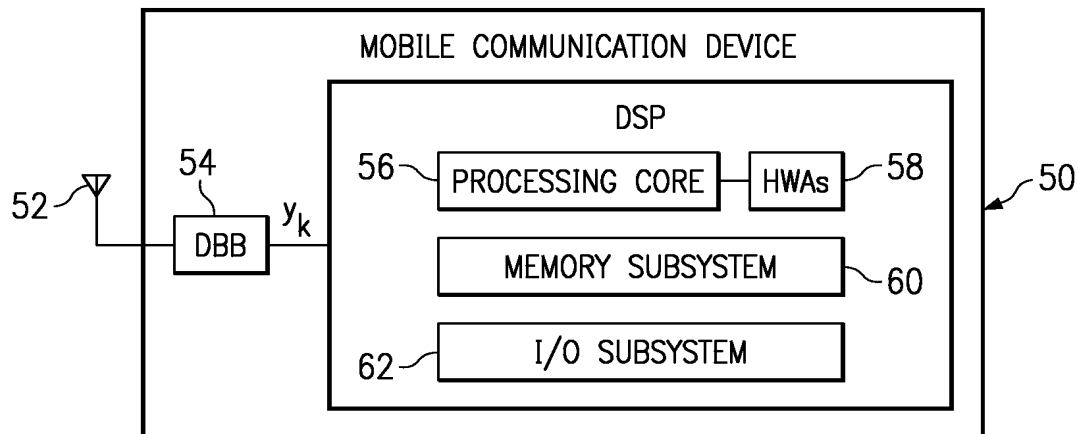 MOBILE COMMUNICATION DEVICE
DSP
54
56
PROCESSING CORE
HWAs
58
52
50
DBB
yk
MEMORY SUBSYSTEM
60
62
I/O SUBSYSTEM